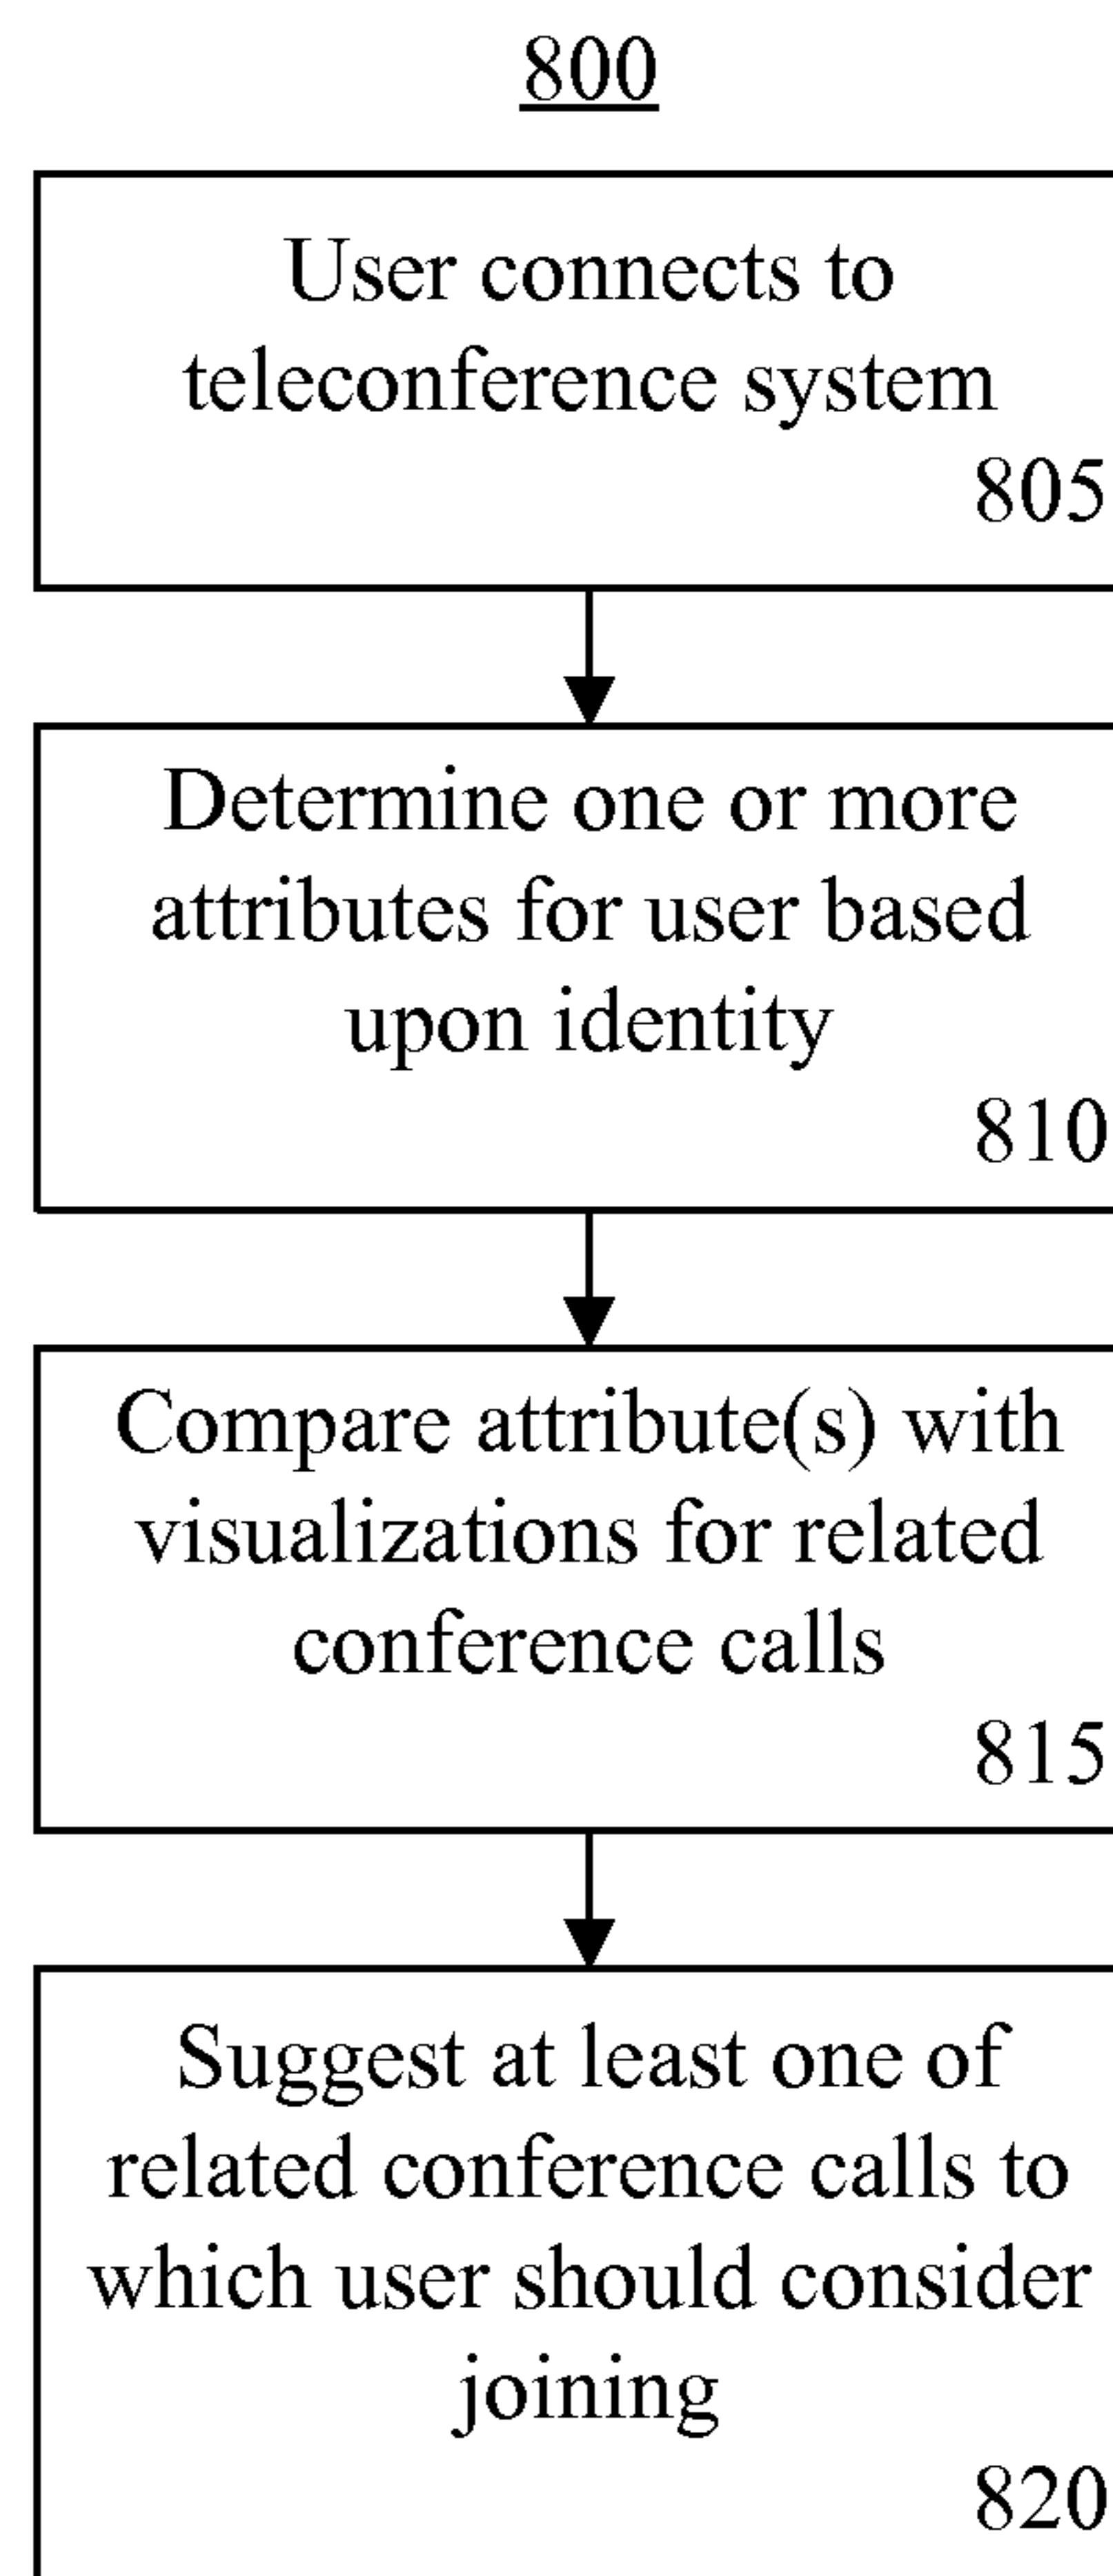 800
User connects to
teleconference system
805
Determine one or more
attributes for user based
upon identity
810
Compare attribute(s) with
visualizations for related
conference calls
815
Suggest at least one of
related conference calls to
which user should consider
joining
820